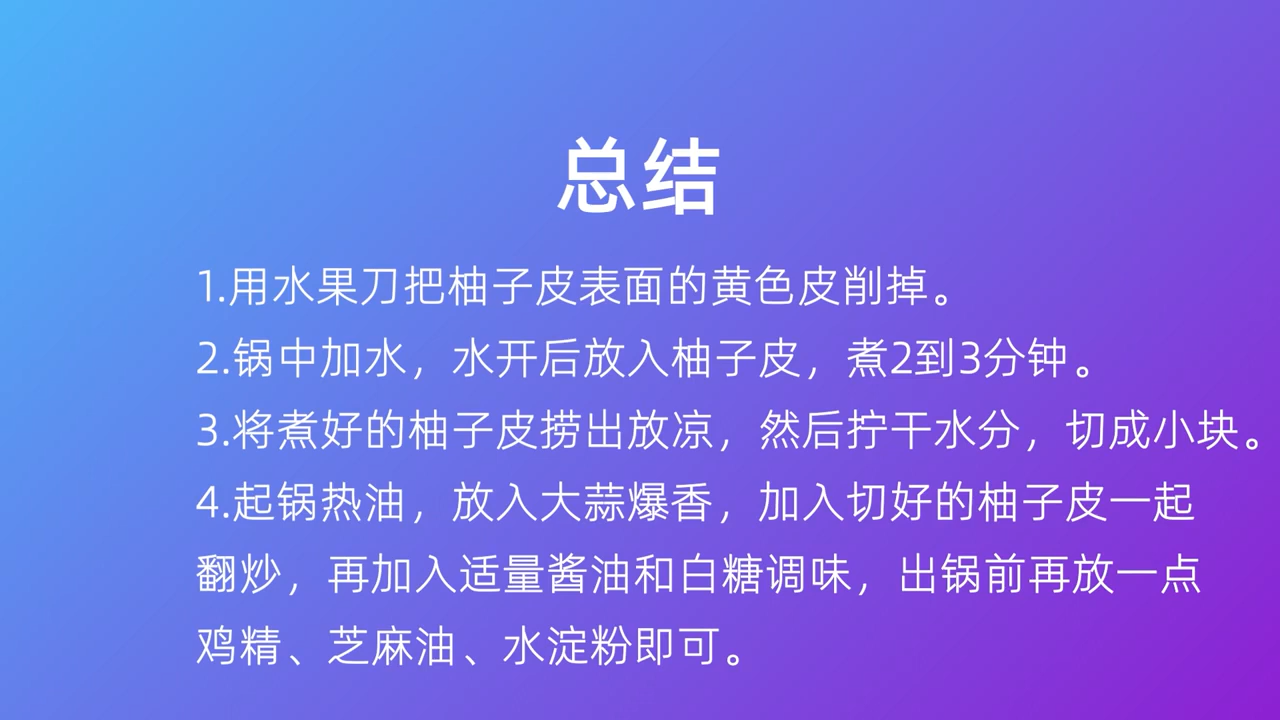 总结
1.用水果刀把柚子皮表面的黄色皮削掉。
2.锅中加水，水开后放入柚子皮，煮2到3分钟。
3.将煮好的柚子皮捞出放凉，然后拧干水分，切成小块。
4.起锅热油，放入大蒜爆香，加入切好的柚子皮一起
翻炒，再加入适量酱油和白糖调味，出锅前再放一点
鸡精、芝麻油、水淀粉即可。